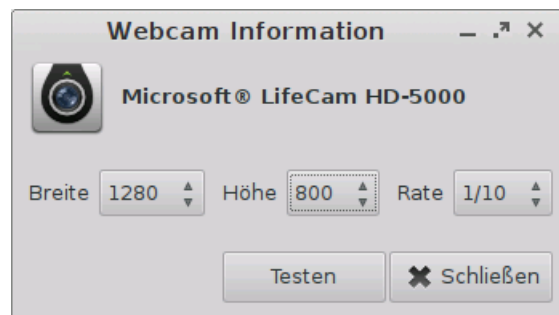 Webcam Information
Microsoft® LifeCam HD-5000
Breite 1280 Höhe 800 Rate 1/10
Testen Schließen